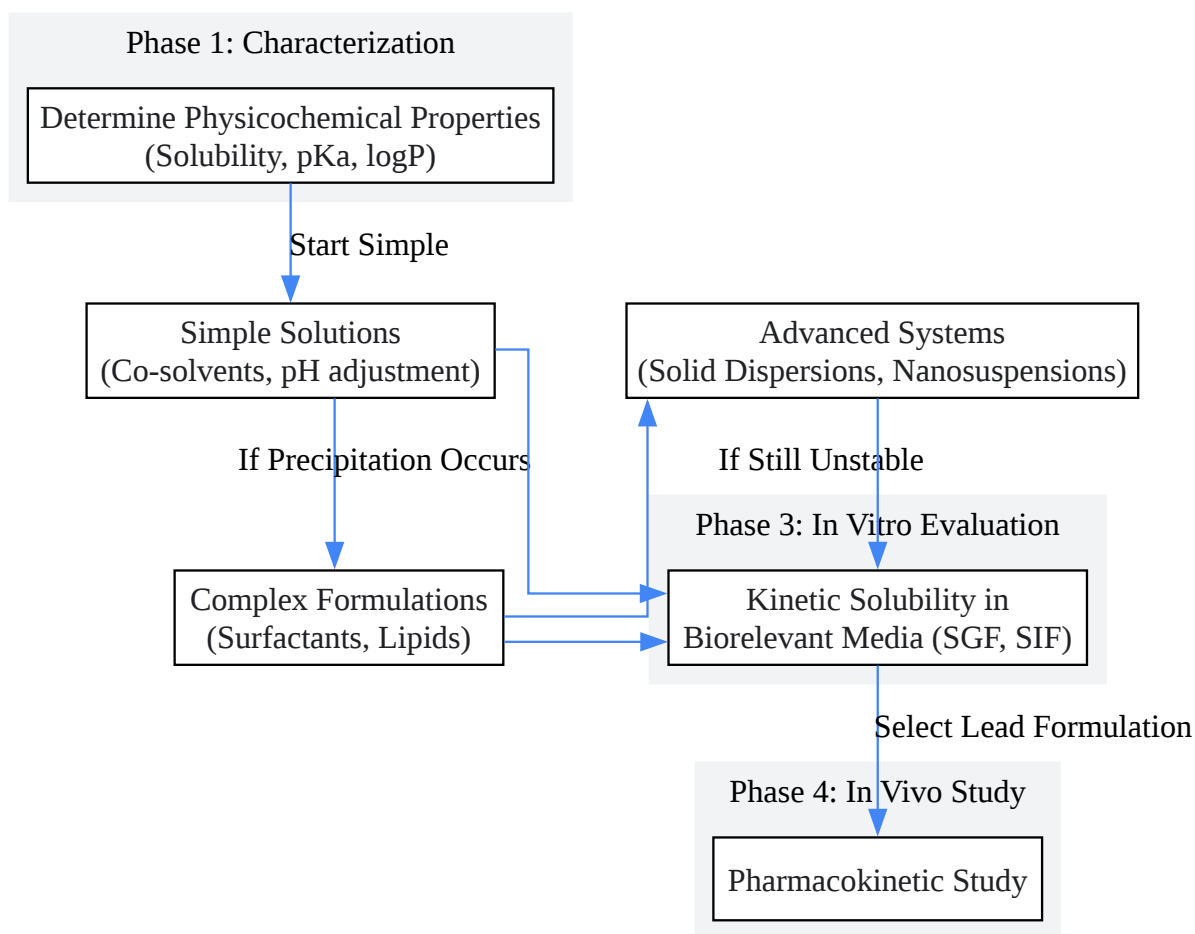 Phase 1: Characterization
Determine Physicochemical Properties
(Solubility, pKa, logP)
Start Simple
Simple Solutions
(Co-solvents, pH adjustment)
Advanced Systems
(Solid Dispersions, Nanosuspensions)
If Precipitation Occurs
If Still Unstable
Phase 3: In Vitro Evaluation
Complex Formulations
(Surfactants, Lipids)
Kinetic Solubility in
Biorelevant Media (SGF, SIF)
Select Lead Formulation
Phase 4: In Vivo Study
Pharmacokinetic Study